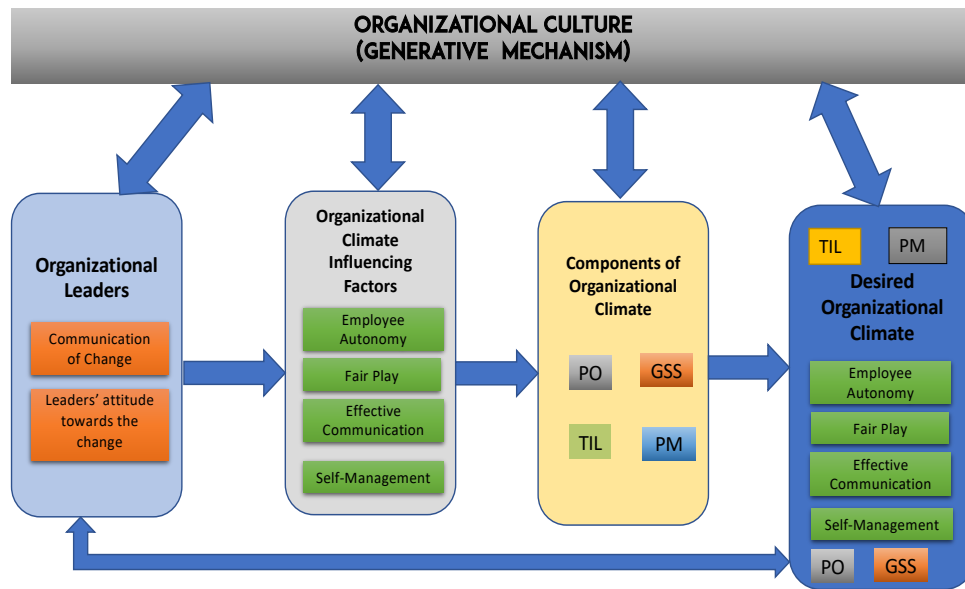 ORGANIZATIONAL CULTURE
(GENERATIVE MECHANISM)
Organizational
Leaders
Communication
of Change
Leaders' attitude
towards the
change
Organizational
Climate
Influencing
Factors
Employee
Autonomy
Fair Play
Effective
Communication
Self-Management
Components of
Organizational
Climate
PO
GSS
TIL
PM
TIL
PM
Desired
Organizational
Climate
Employee
Autonomy
Fair Play
Effective
Communication
Self-Management
PO
GSS